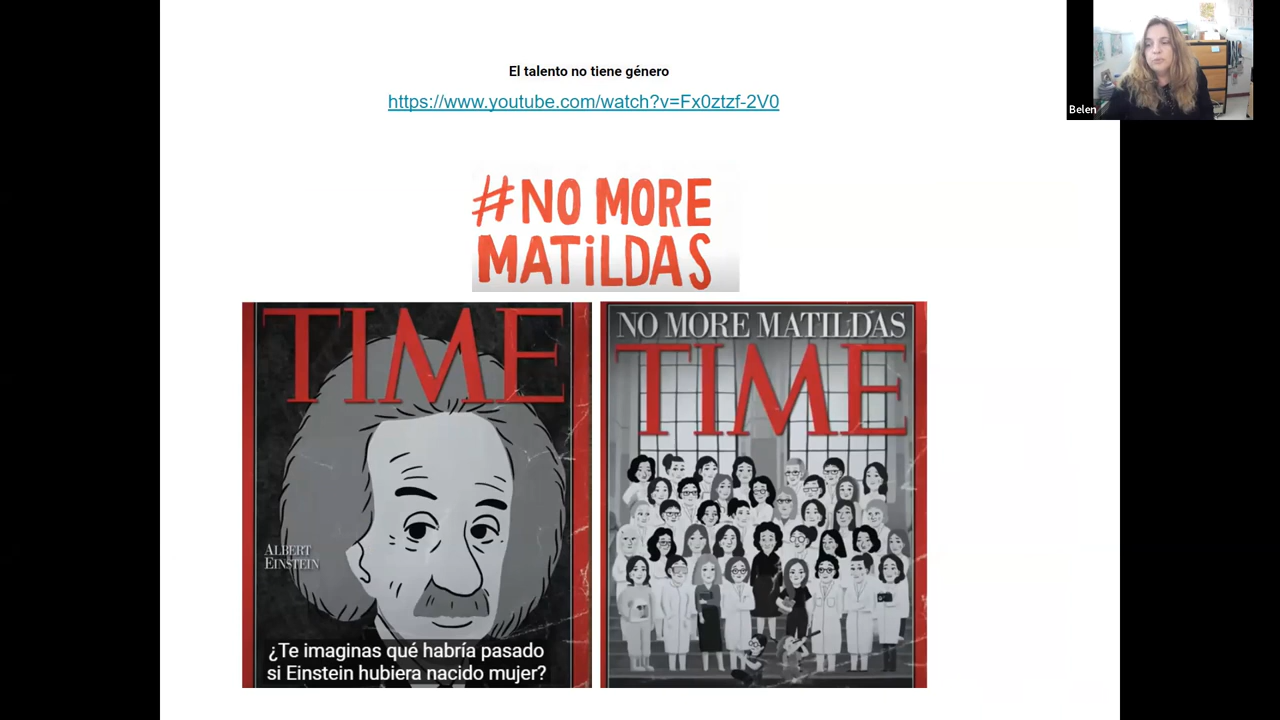 El talento no tiene género
https://www.youtube.com/watch?v=Fx0ztzf-2V0
Belen
#NO MORE
MATiLDAS
TIME
ALBERT
EINSTEIN
¿Te imaginas qué habría pasado
si Einstein hubiera nacido mujer?
NO MORE MATILDAS
TIME